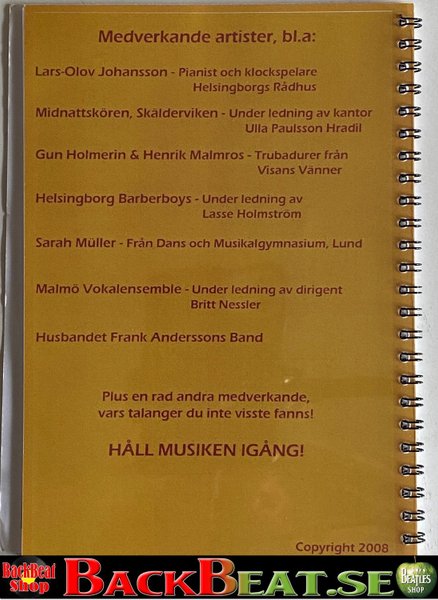 Medverkande artister, bl.a:
Lars-Olov Johansson - Pianist och klockspelare
Helsingborgs Rådhus
Midnattskören, Skälderviken - Under ledning av kantor
Ulla Paulsson Hradil
Gun Holmerin & Henrik Malmros - Trubadurer från
Visans Vänner
Helsingborg Barberboys - Under ledning av
Lasse Holmström
Sarah Müller - Från Dans och Musikalgymnasium, Lund
Malmö Vokalensemble - Under ledning av dirigent
Britt Nessler
Husbandet Frank Anderssons Band
Plus en rad andra medverkande,
vars talanger du inte visste fanns!
HÅLL MUSIKEN IGÅNG!
Copyright 2008
BackBeat
Shop
BACKBEAT.SE
BEATLES
SHOP